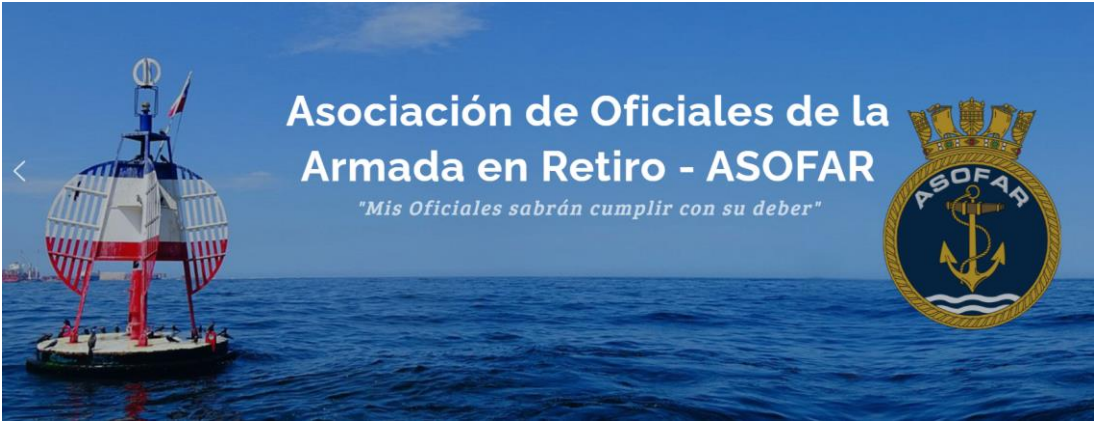 Asociación de Oficiales de la
Armada en Retiro - ASOFAR
"Mis Oficiales sabrán cumplir con su deber"
ASOFAR